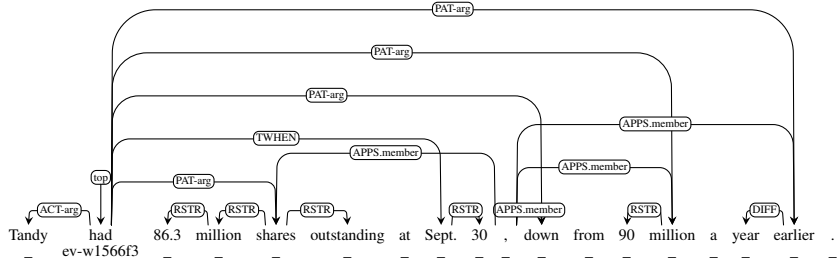 PAT-arg
PAT-arg
PAT-arg
APPS.member
TWHEN
APPS.member
APPS.member
top
PAT-arg
ACT-arg RSTR RSTR RSTR RSTR APPS.member RSTR DIFF
Tandy had 86.3 million shares outstanding at Sept. 30 , down from 90 million a year earlier .
_ ev-w1566f3 _ _ _ _ _ _ _ _ _ _ _ _ _ _ _ _